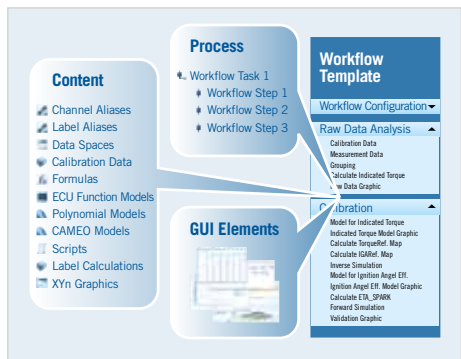 Content
Channel Aliases
Label Aliases
Data Spaces
Calibration Data
Formulas
ECU Function Models
Polynomial Models
CAMEO Models
Scripts
Label Calculations
XYn Graphics
Process
Workflow Task 1
Workflow Step 1
Workflow Step 2
Workflow Step 3
GUI Elements
Workflow
Template
Workflow Configuration
Raw Data Analysis
Calibration Data
Measurement Data
Grouping
Calculate Indicated Torque
Data Graphic
Calibration
Model for Indicated Torque
Indicated Torque Model Graphic
Calculate TorqueRef. Map
Calculate IGARef. Map
Inverse Simulation
Model for Ignition Angel Eff.
Ignition Angel Eff. Model Graphic
Calculate ETA_SPARK
Forward Simulation
Validation Graphic